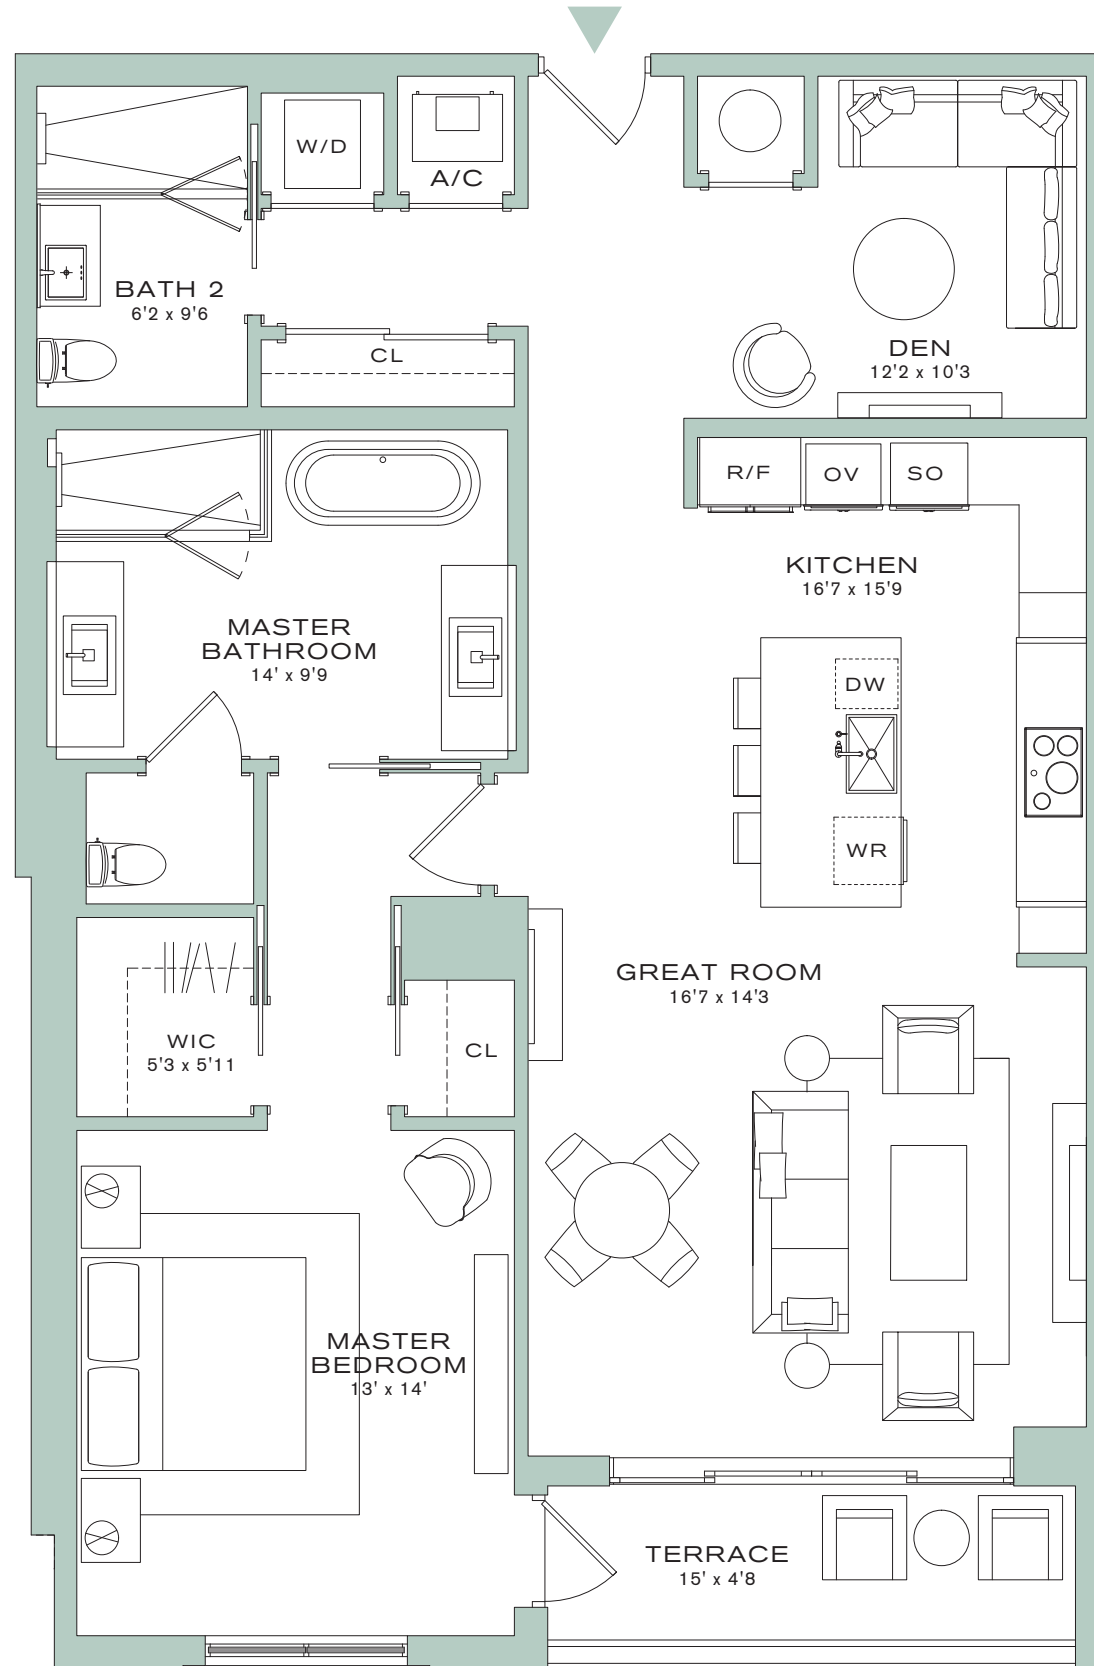 W/D
A/C
BATH 2
6'2 x 9'6
CL
DEN
12'2 x 10'3
R/F
OV
SO
KITCHEN
16'7 x 15'9
MASTER
BATHROOM
14' x 9'9
DW
WR
GREAT ROOM
16'7 x 14'3
WIC
5'3 x 5'11
CL
MASTER
BEDROOM
13' x 14'
TERRACE
15' x 4'8